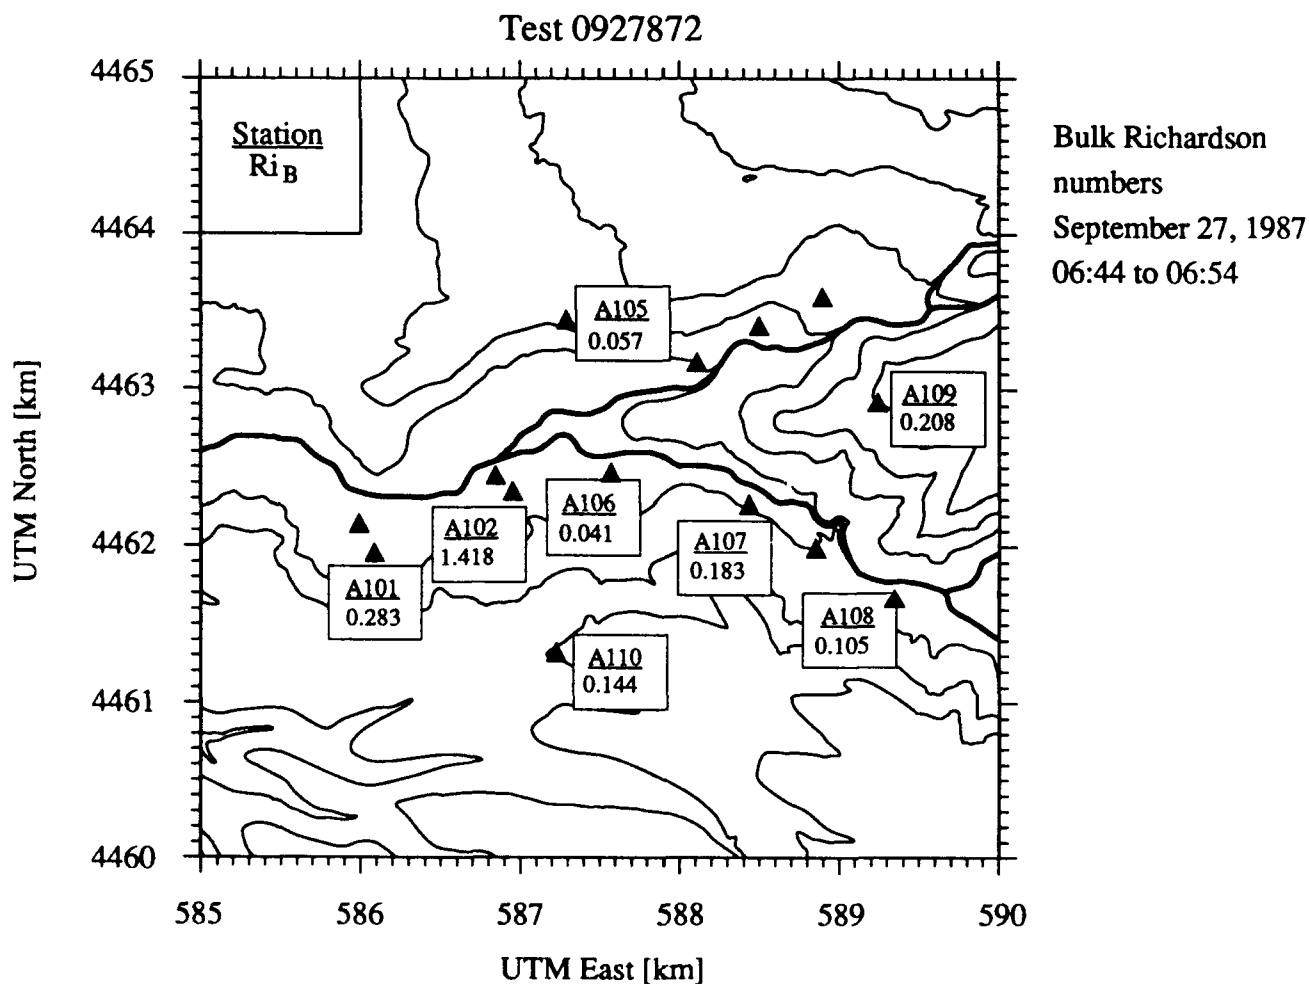 Test 0927872
4465
4464
4463
4462
4461
4460
UTM North [km]
Station
RiB
Bulk Richardson
numbers
September 27, 1987
06:44 to 06:54
A105
0.057
A109
0.208
A106
0.041
A102
1.418
A107
0.183
A101
0.283
A108
0.105
A110
0.144
585 586 587 588 589 590
UTM East [km]